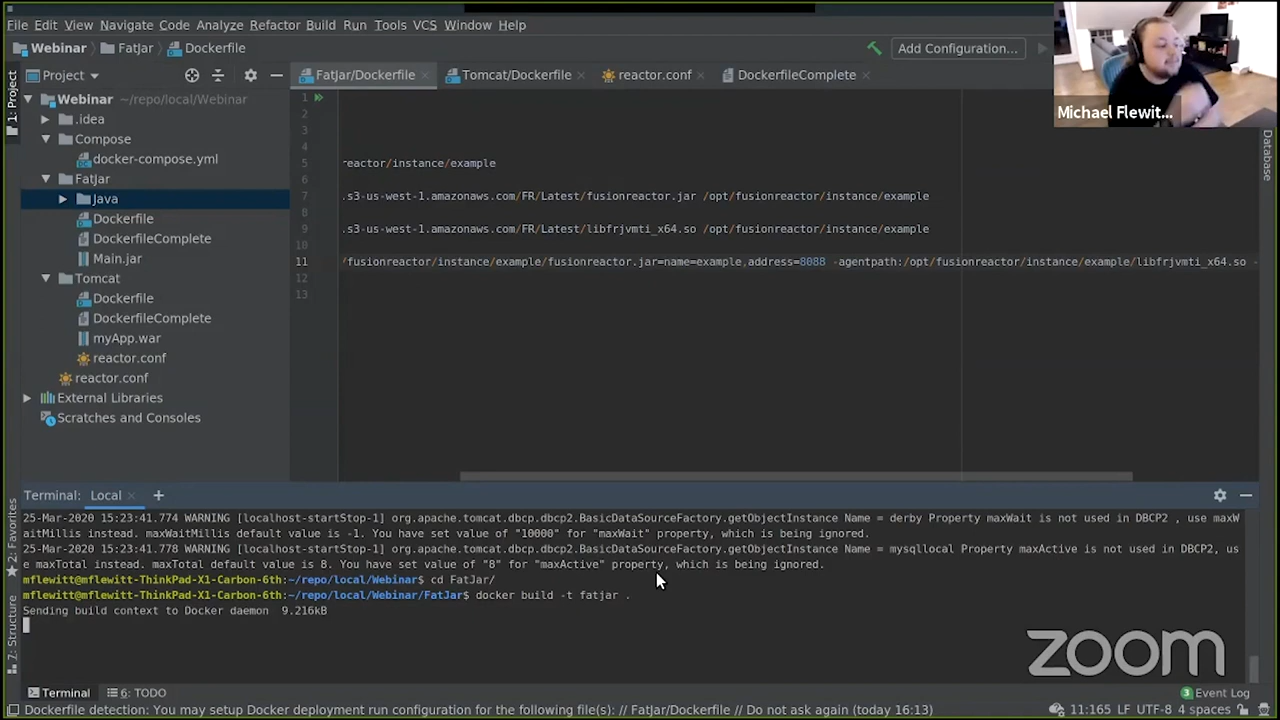 File Edit View Navigate Code Analyze Refactor Build Run Tools VCS Window Help
Webinar FatJar Dockerfile
Add Configuration...
Michael Flewit...
1: Project
Project
FatJar/Dockerfile
Tomcat/Dockerfile
reactor.conf
DockerfileComplete
Database
Webinar ~/repo/local/Webinar
.idea
Compose
docker-compose.yml
FatJar
Java
Dockerfile
DockerfileComplete
Main.jar
Tomcat
Dockerfile
DockerfileComplete
myApp.war
reactor.conf
reactor.conf
External Libraries
Scratches and Consoles
1
2
3
4
5 reactor/instance/example
6
7 .s3-us-west-1.amazonaws.com/FR/Latest/fusionreactor.jar /opt/fusionreactor/instance/example
8
9 .s3-us-west-1.amazonaws.com/FR/Latest/libfrjvmti_x64.so /opt/fusionreactor/instance/example
10
11 /fusionreactor/instance/example/fusionreactor.jar=name=example,address=8088 -agentpath:/opt/fusionreactor/instance/example/libfrjvmti_x64.so -
12
13
Terminal: Local +
2: Favorites
Z: Structure
25-Mar-2020 15:23:41.774 WARNING [localhost-startStop-1] org.apache.tomcat.dbcp.dbcp2.BasicDataSourceFactory.getObjectInstance Name = derby Property maxWait is not used in DBCP2 , use maxW
aitMillis instead. maxWaitMillis default value is -1. You have set value of "10000" for "maxWait" property, which is being ignored.
25-Mar-2020 15:23:41.778 WARNING [localhost-startStop-1] org.apache.tomcat.dbcp.dbcp2.BasicDataSourceFactory.getObjectInstance Name = mysqllocal Property maxActive is not used in DBCP2, us
e maxTotal instead. maxTotal default value is 8. You have set value of "8" for "maxActive" property, which is being ignored.
mflewitt@mflewitt-ThinkPad-X1-Carbon-6th:~/repo/local/Webinar$ cd FatJar/
mflewitt@mflewitt-ThinkPad-X1-Carbon-6th:~/repo/local/Webinar/FatJar$ docker build -t fatjar .
Sending build context to Docker daemon  9.216kB
zoom
Terminal 6: TODO
3 Event Log
Dockerfile detection: You may setup Docker deployment run configuration for the following file(s): // FatJar/Dockerfile // Do not ask again (today 16:13)
11:165 LF UTF-8 4 spaces